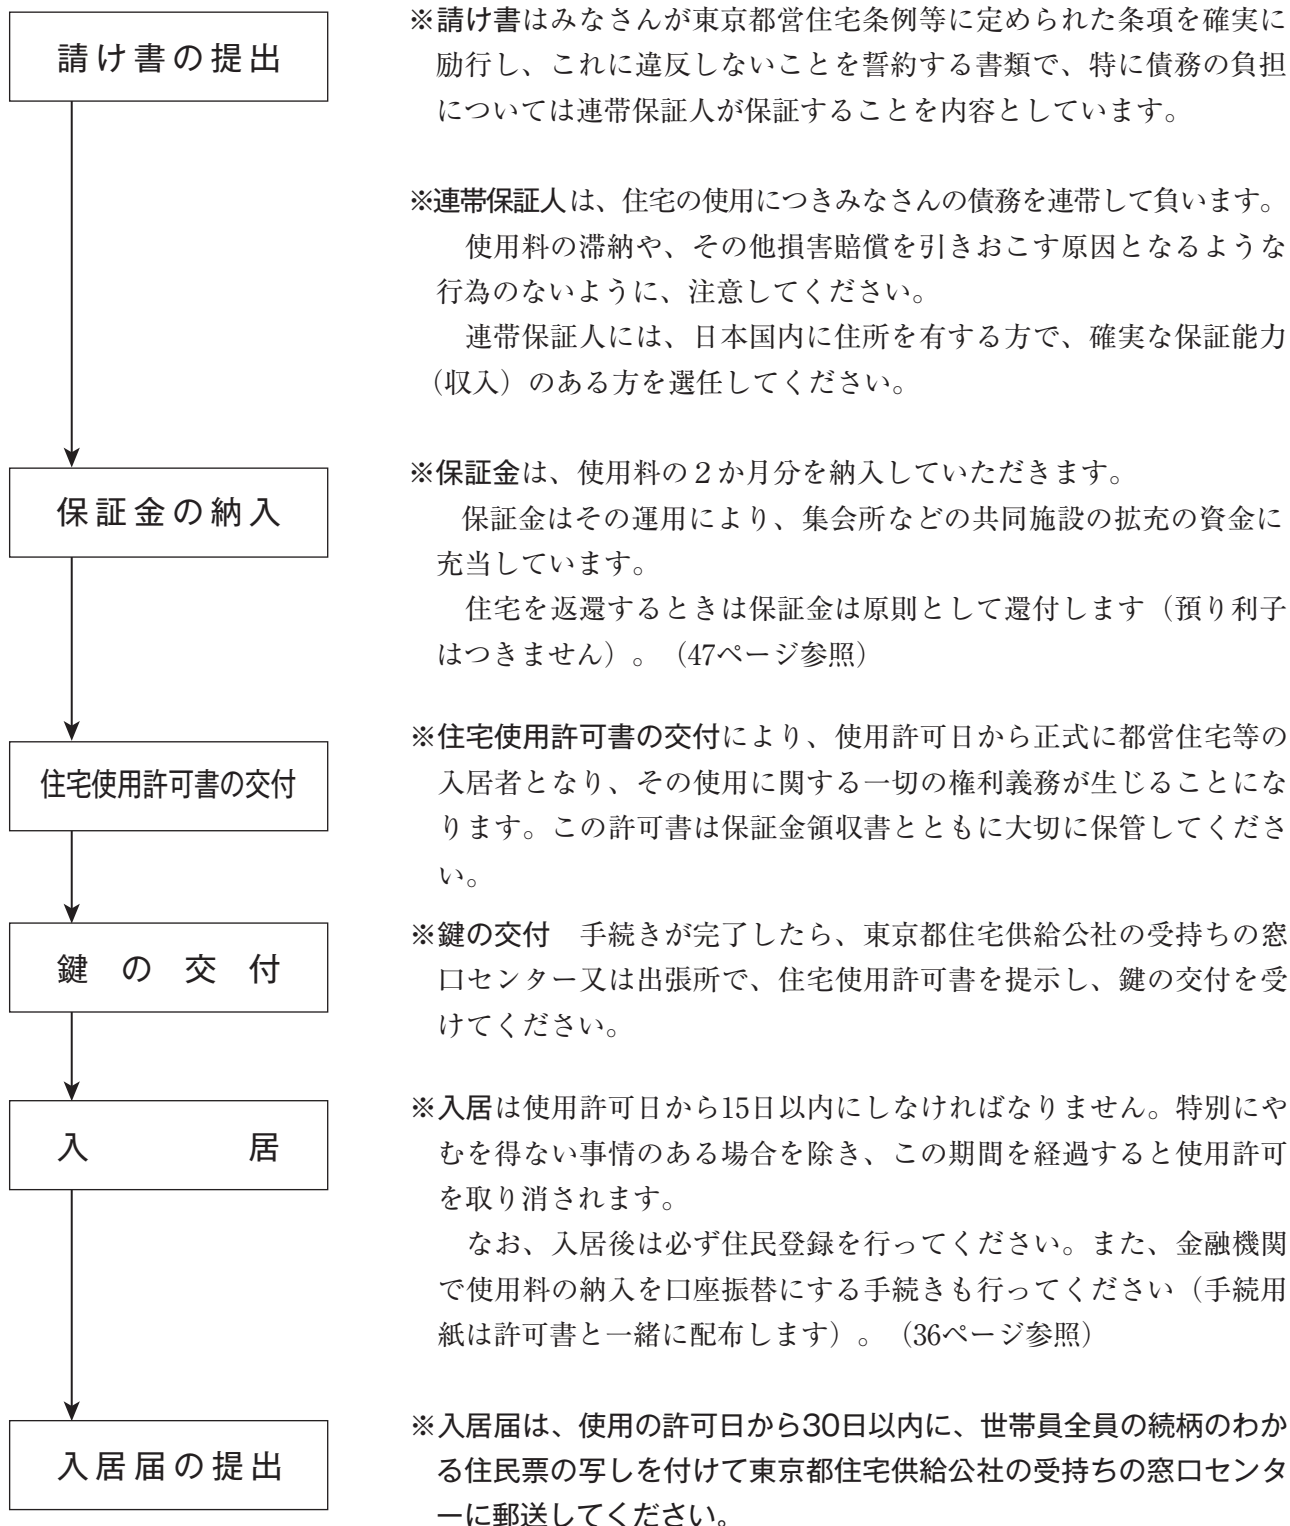 請け書の提出
※請け書はみなさんが東京都営住宅条例等に定められた条項を確実に
励行し、これに違反しないことを誓約する書類で、特に債務の負担
については連帯保証人が保証することを内容としています。
※連帯保証人は、住宅の使用につきみなさんの債務を連帯して負います。
使用料の滞納や、その他損害賠償を引きおこす原因となるような
行為のないように、注意してください。
連帯保証人には、日本国内に住所を有する方で、確実な保証能力
（収入）のある方を選任してください。
保証金の納入
※保証金は、使用料の２か月分を納入していただきます。
保証金はその運用により、集会所などの共同施設の拡充の資金に
充当しています。
住宅を返還するときは保証金は原則として還付します（預り利子
はつきません）。（47ページ参照）
住宅使用許可書の交付
※住宅使用許可書の交付により、使用許可日から正式に都営住宅等の
入居者となり、その使用に関する一切の権利義務が生じることにな
ります。この許可書は保証金領収書とともに大切に保管してくださ
い。
鍵の交付
※鍵の交付　手続きが完了したら、東京都住宅供給公社の受持ちの窓
口センター又は出張所で、住宅使用許可書を提示し、鍵の交付を受
けてください。
入居
※入居は使用許可日から15日以内にしなければなりません。特別にや
むを得ない事情のある場合を除き、この期間を経過すると使用許可
を取り消されます。
なお、入居後は必ず住民登録を行ってください。また、金融機関
で使用料の納入を口座振替にする手続きも行ってください（手続用
紙は許可書と一緒に配布します）。（36ページ参照）
入居届の提出
※入居届は、使用の許可日から30日以内に、世帯員全員の続柄のわか
る住民票の写しを付けて東京都住宅供給公社の受持ちの窓口センタ
ーに郵送してください。